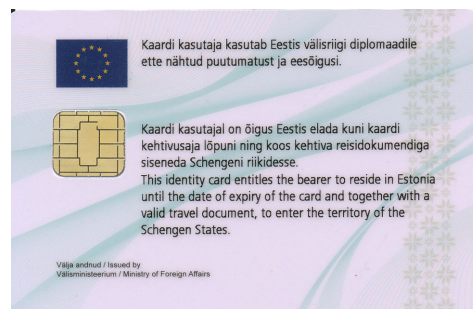 Kaardi kasutaja kasutab Eestis välisriigi diplomaadile
ette nähtud puutumatust ja eesõigusi.
Kaardi kasutajal on õigus Eestis elada kuni kaardi
kehtivusaja lõpuni ning koos kehtiva reisidokumendiga
siseneda Schengeni riikidesse.
This identity card entitles the bearer to reside in Estonia
until the date of expiry of the card and together with a
valid travel document, to enter the territory of the
Schengen States.
Välja andnud / Issued by
Välisministeerium / Ministry of Foreign Affairs